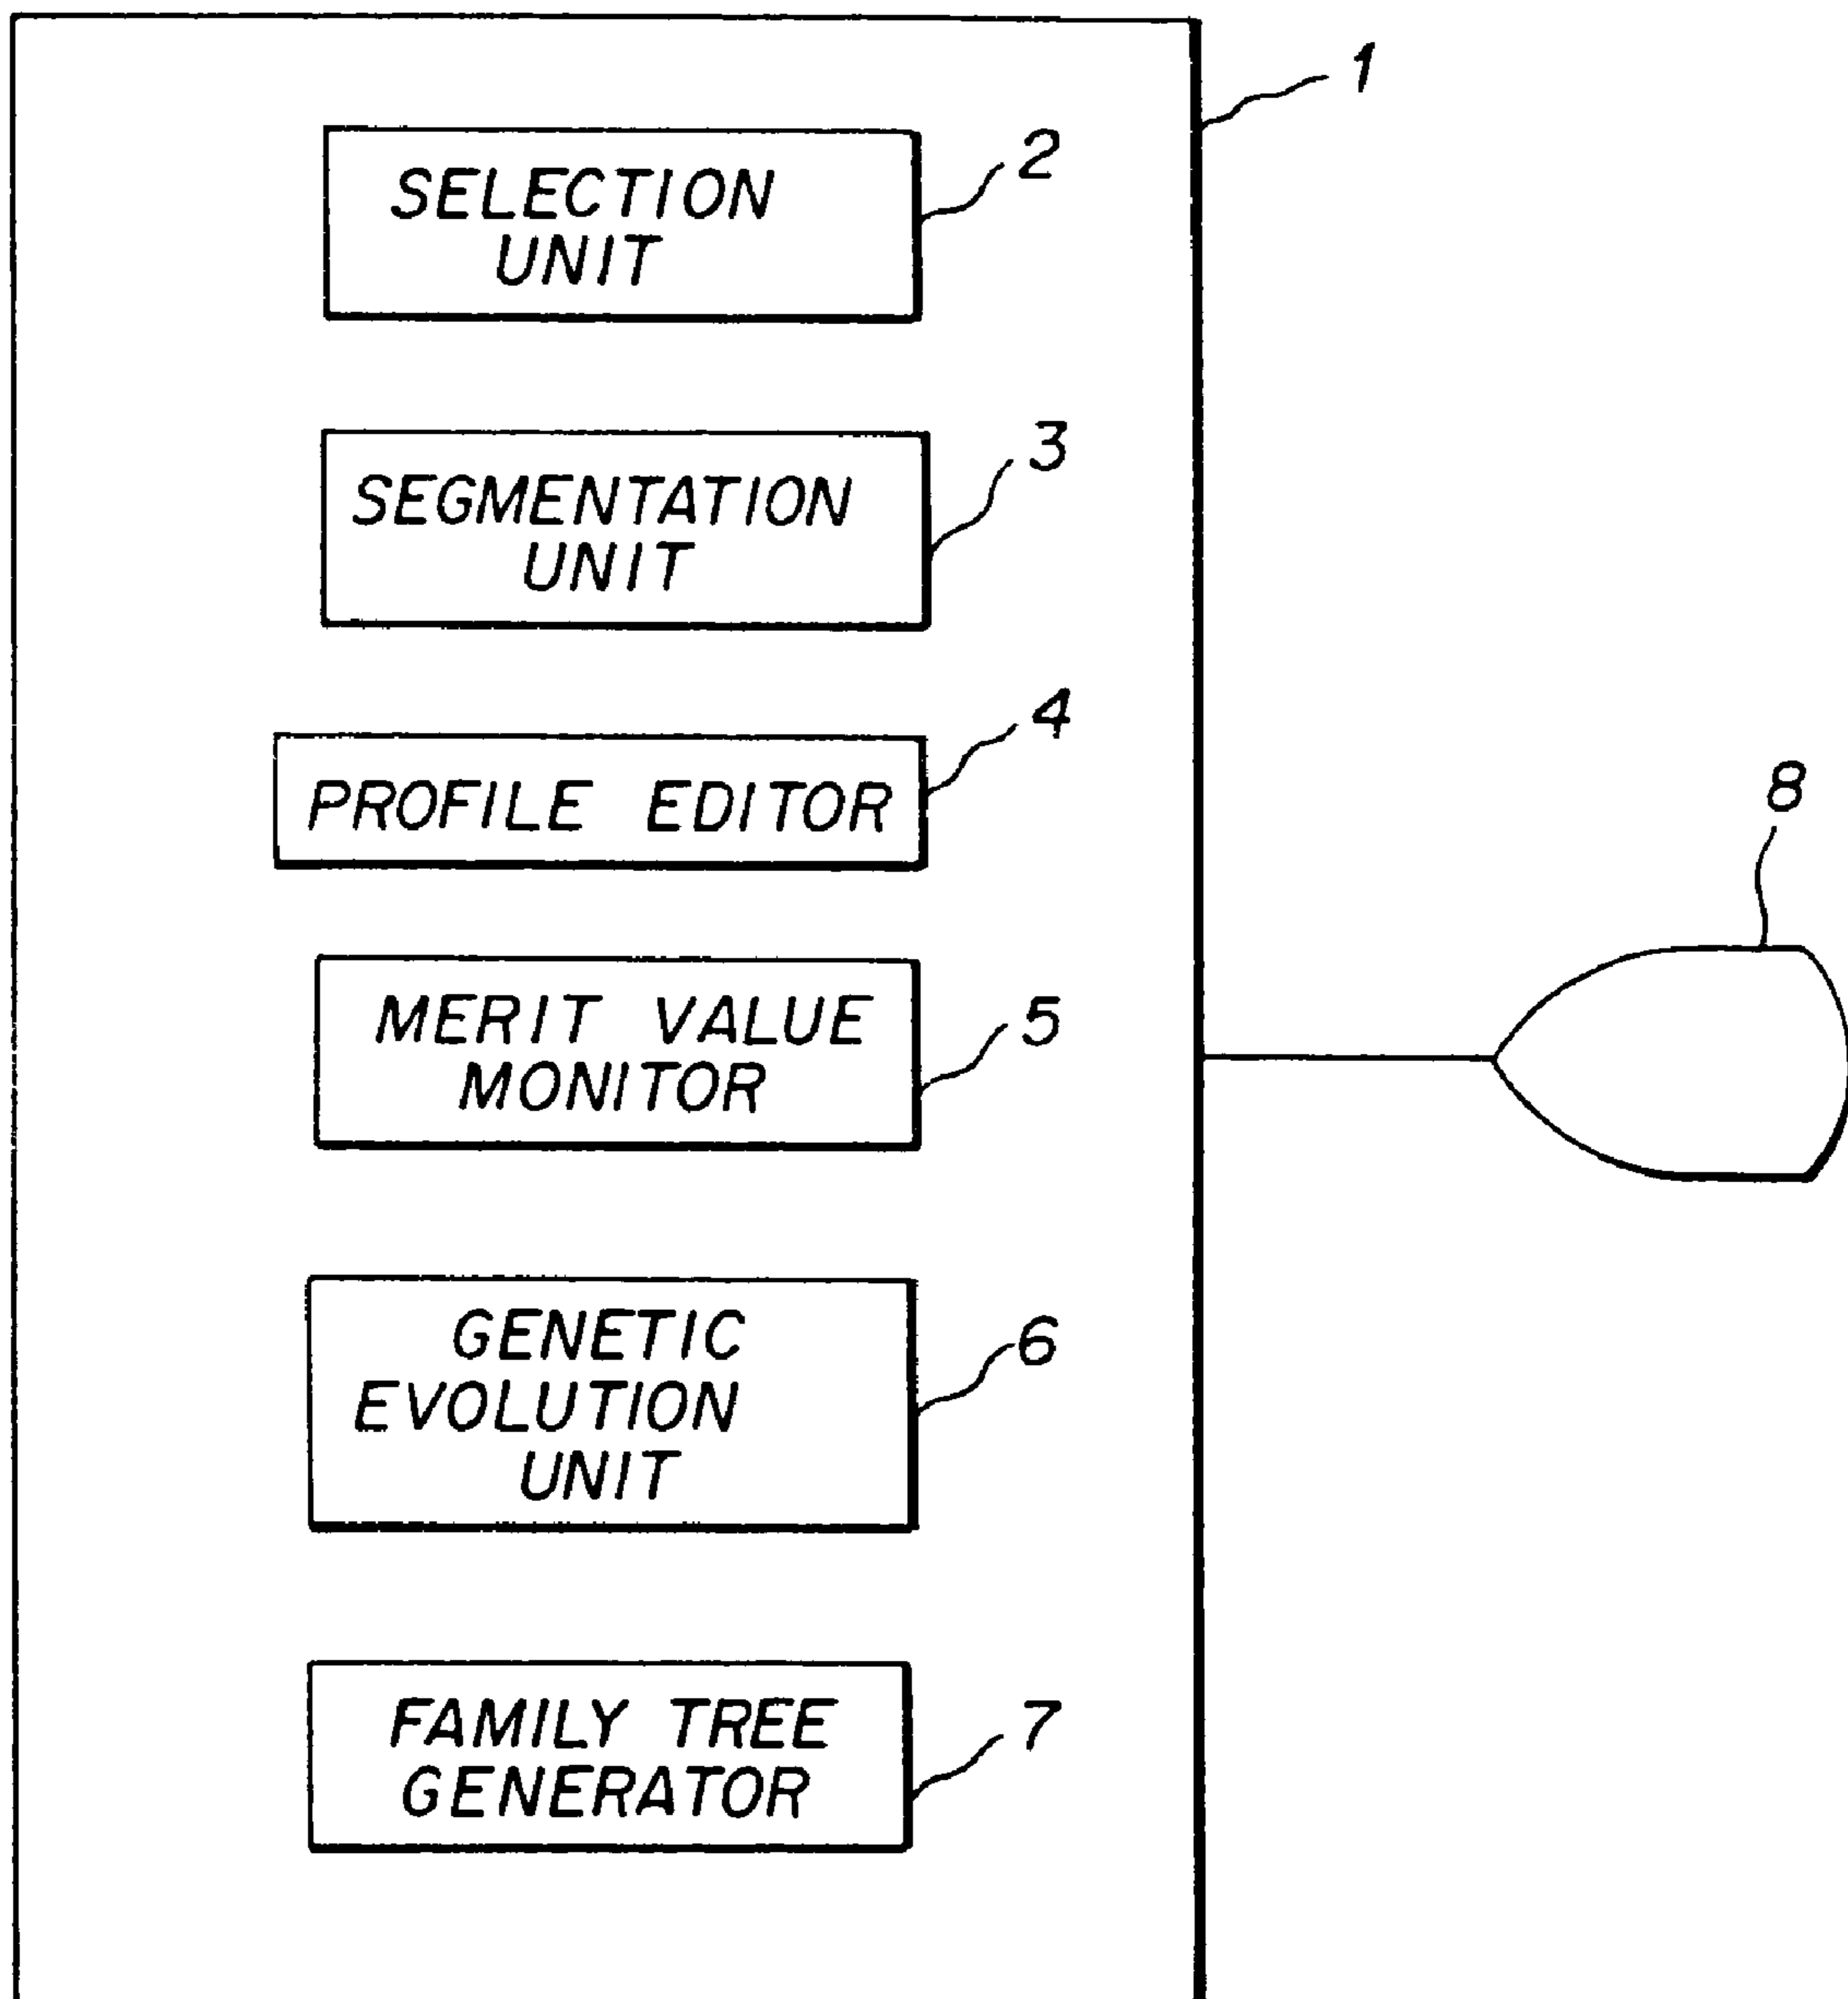 1
SELECTION
UNIT
2
SEGMENTATION
UNIT
3
PROFILE EDITOR
4
MERIT VALUE
MONITOR
5
GENETIC
EVOLUTION
UNIT
6
FAMILY TREE
GENERATOR
7
8